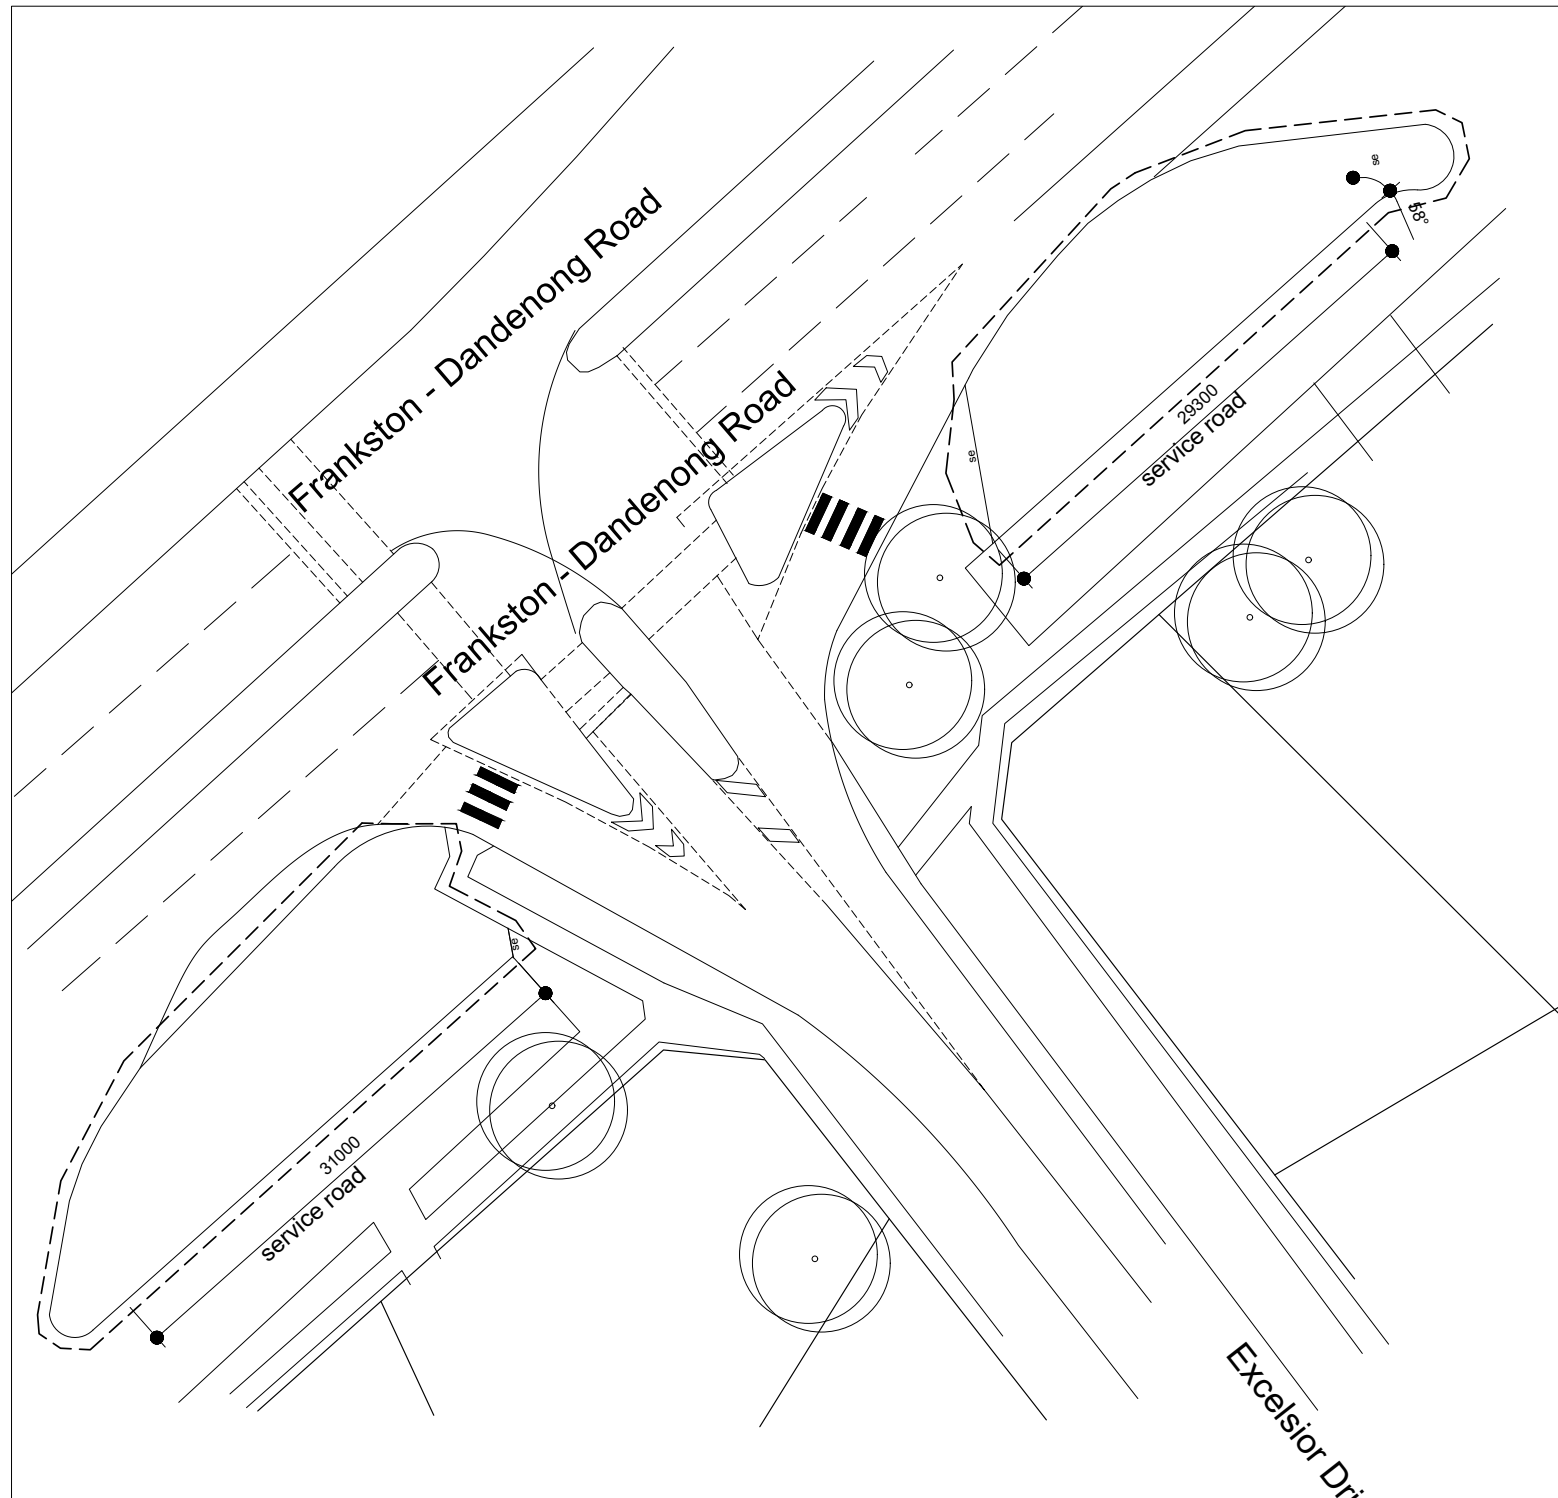 se
58°
Frankston - Dandenong Road
29300
service road
Frankston - Dandenong Road
se
se
31000
service road
Excelsior Dri